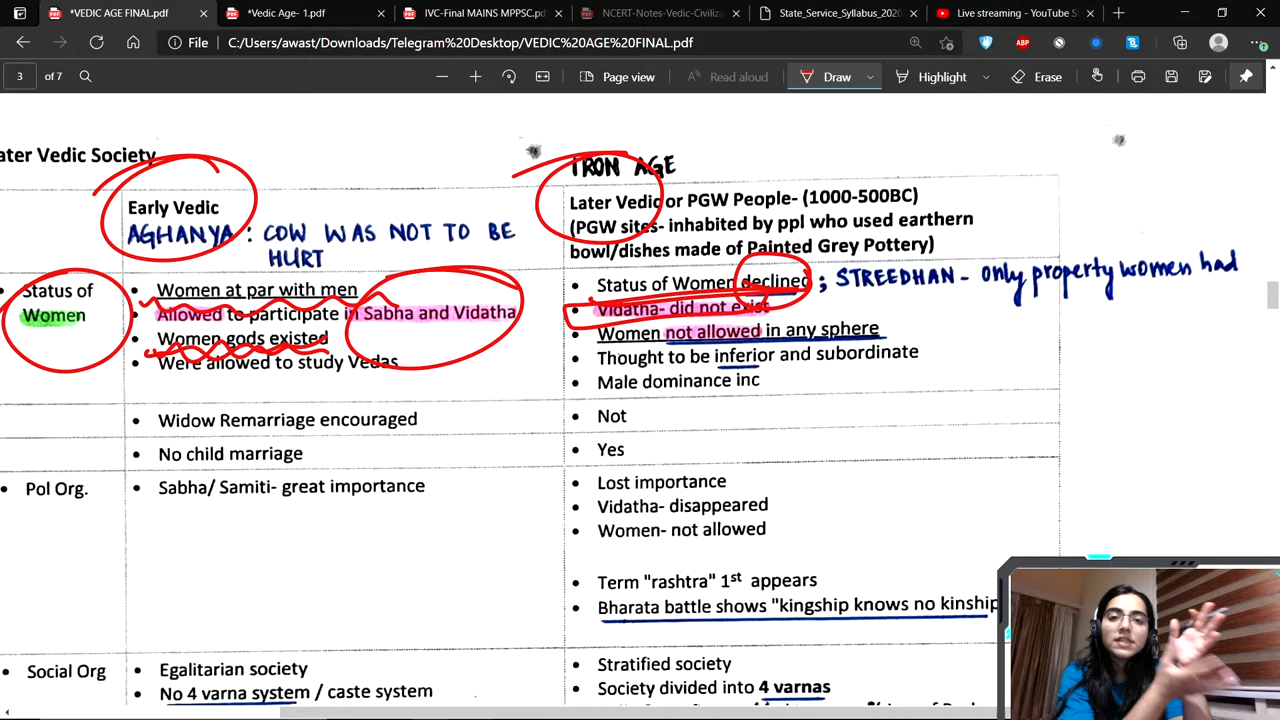 *VEDIC AGE FINAL.pdf
*Vedic Age- 1.pdf
IVC-Final MAINS MPPSC.pd
NCERT-Notes-Vedic-Civiliz
State_Service_Syllabus_2020
Live streaming - YouTube S
File
C:/Users/awast/Downloads/Telegram%20Desktop/VEDIC%20AGE%20FINAL.pdf
3 of 7
Page view
Read aloud
Draw
Highlight
Erase
ater Vedic Society
IRON AGE
Early Vedic
AGHANYA : COW WAS NOT TO BE
HURT
Later Vedic or PGW People- (1000-500BC)
(PGW sites- inhabited by ppl who used earthern
bowl/dishes made of Painted Grey Pottery)
Status of
Women
Women at par with men
Allowed to participate in Sabha and Vidatha
Women gods existed
Were allowed to study Vedas
Status of Women declined ; STREEDHAN - only property women had
Vidatha- did not exist
Women not allowed in any sphere
Thought to be inferior and subordinate
Male dominance inc
Widow Remarriage encouraged
Not
No child marriage
Yes
Pol Org.
Sabha/ Samiti- great importance
Lost importance
Vidatha- disappeared
Women- not allowed
Term "rashtra" 1st appears
Bharata battle shows "kingship knows no kinship
Social Org
Egalitarian society
No 4 varna system / caste system
Stratified society
Society divided into 4 varnas